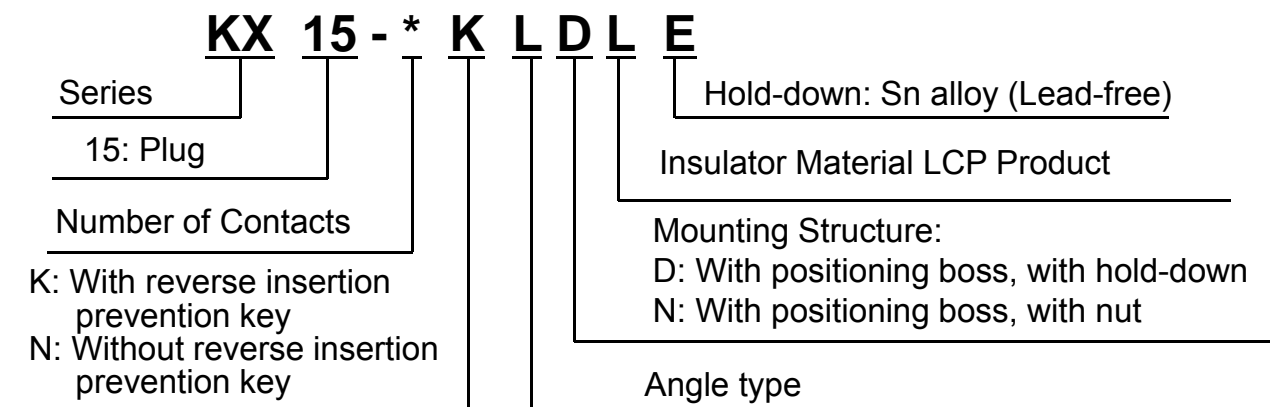 KX 15 - * K L D L E
Series
Hold-down: Sn alloy (Lead-free)
15: Plug
Insulator Material LCP Product
Number of Contacts
Mounting Structure:
D: With positioning boss, with hold-down
N: With positioning boss, with nut
K: With reverse insertion
prevention key
N: Without reverse insertion
prevention key
Angle type